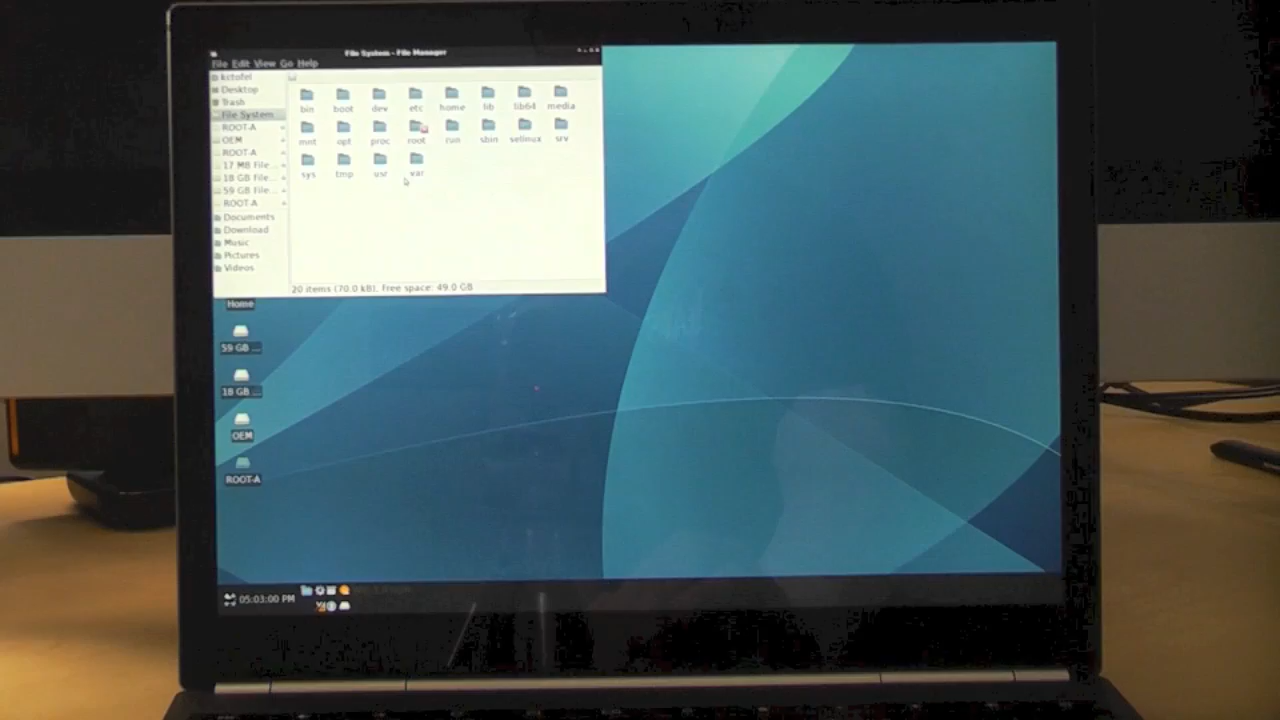 File System - File Manager
File Edit View Go Help
kctofel
Desktop
Trash
File System
ROOT-A
OEM
ROOT-A
17 MB File...
18 GB File...
59 GB File...
ROOT-A
Documents
Download
Music
Pictures
Videos
bin boot dev etc home lib lib64 media
mnt opt proc root run sbin selinux srv
sys tmp usr var
20 items (70.0 kB), Free space: 49.0 GB
Home
59 GB ...
18 GB ...
OEM
ROOT-A
05:03:00 PM